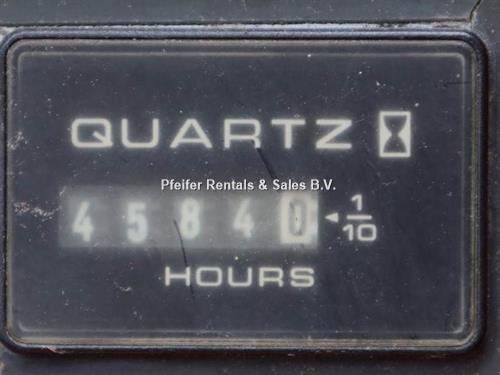 QUARTZ
Pfeifer Rentals & Sales B.V.
45840 ◄ 1/10
HOURS